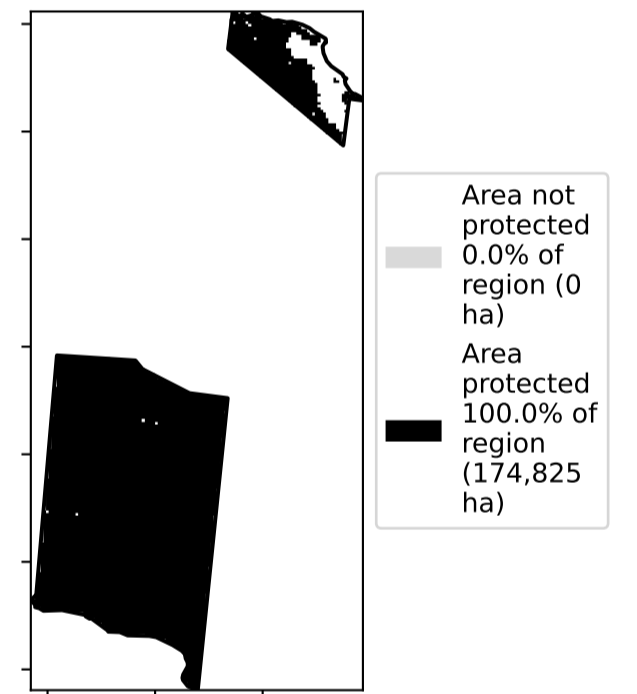 Area not
protected
0.0% of
region (0
ha)
Area
protected
100.0% of
region
(174,825
ha)